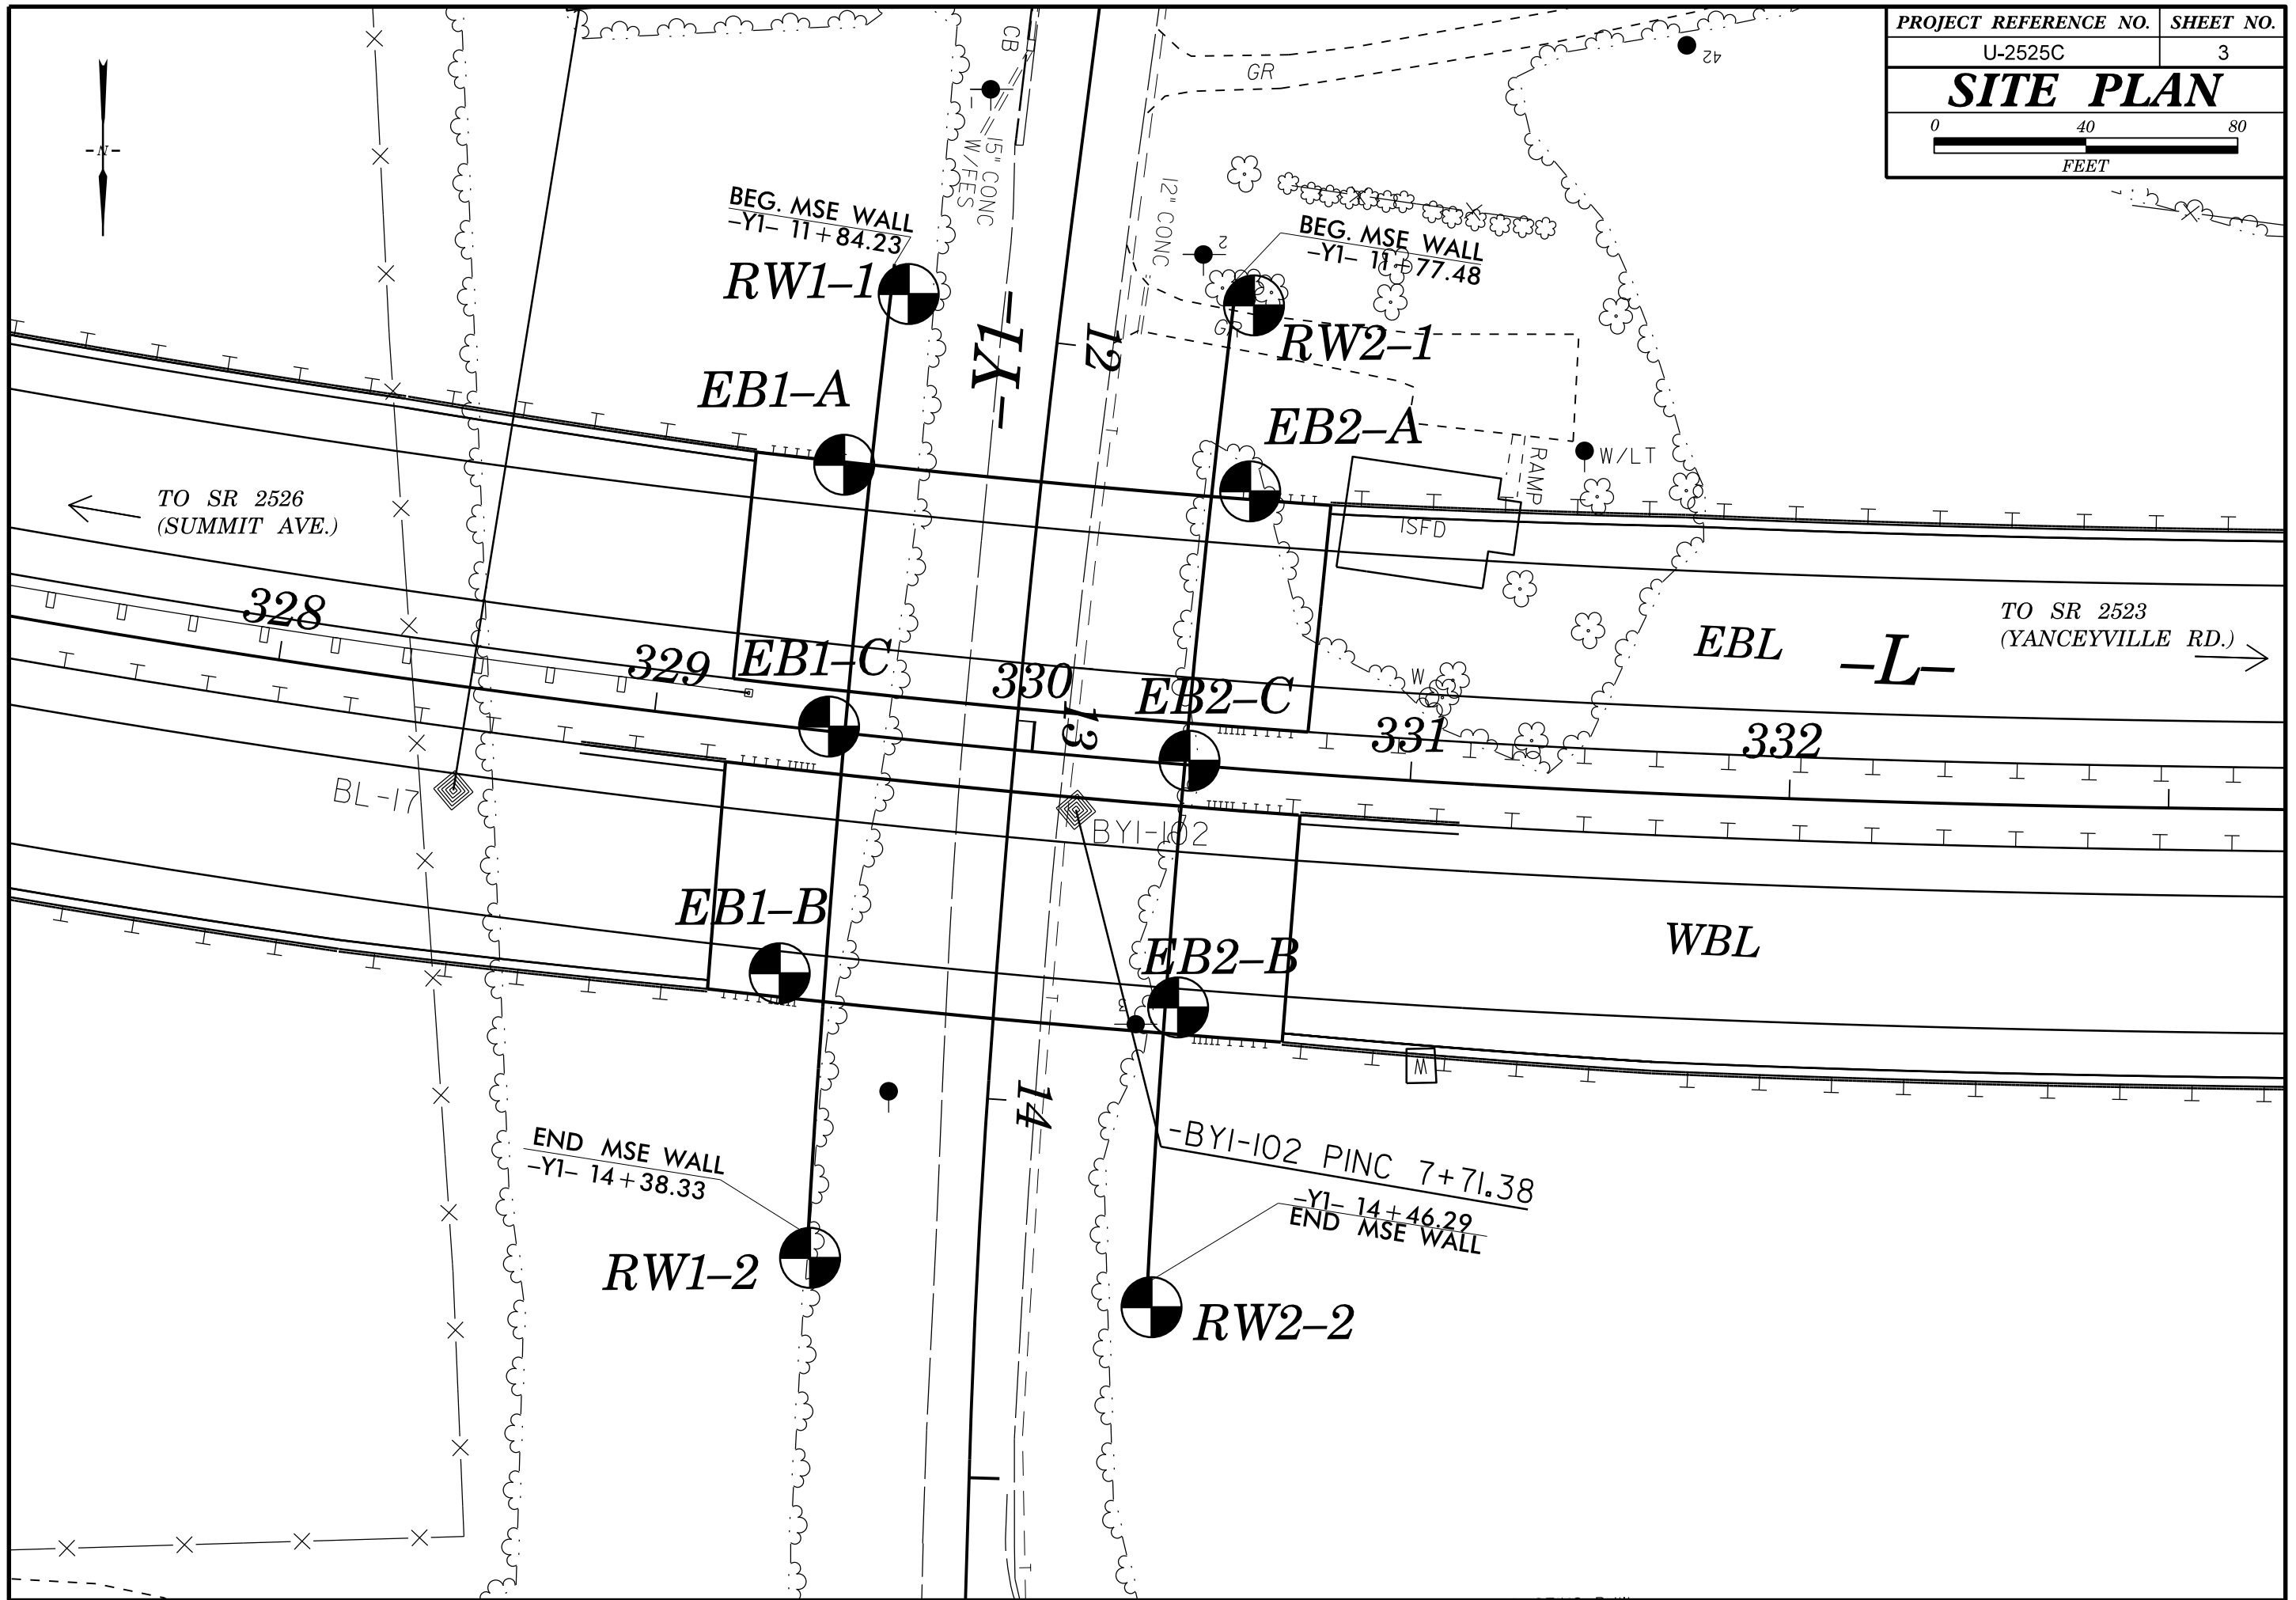 PROJECT REFERENCE NO. SHEET NO.
U-2525C 3
SITE PLAN
0 40 80
FEET
-N-
CB
GR
42
1
15" CONC
W/FES
12" CONC
BEG. MSE WALL
-Y1- 11+84.23
RW1-1
2
BEG. MSE WALL
-Y1- 11+77.48
RW2-1
-Y1-
12
EB1-A
EB2-A
T
RAMP
W/LT
TO SR 2526
(SUMMIT AVE.)
1SFD
TO SR 2523
(YANCEYVILLE RD.)
328
329
EB1-C
330
EB2-C
W
EBL
-L-
13
331
332
BL-17
BY1-102
EB1-B
EB2-B
WBL
T
3
W
14
END MSE WALL
-Y1- 14+38.33
-BY1-102 PINC 7+71.38
-Y1- 14+46.29
END MSE WALL
RW1-2
RW2-2
T